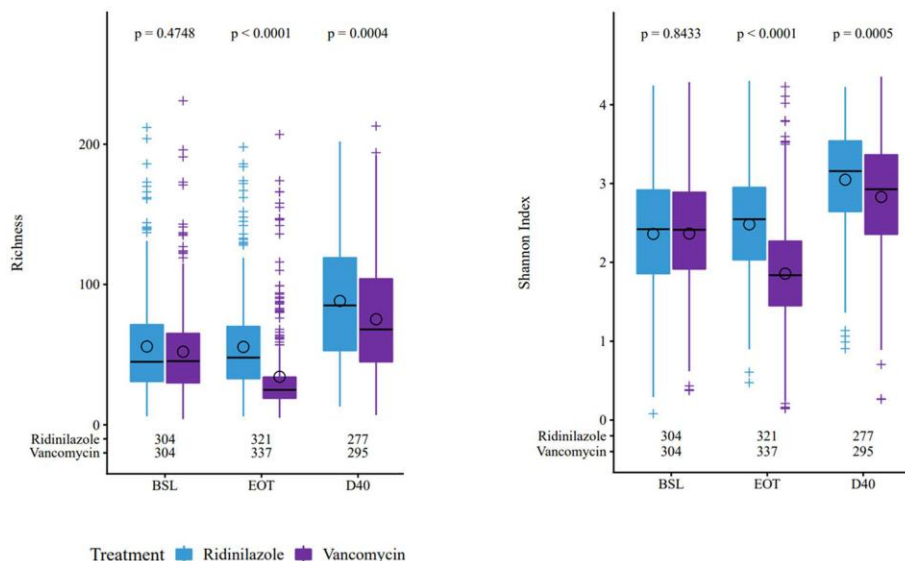 p = 0.4748 p < 0.0001 p = 0.0004
200
100
0
Richness
Ridinilazole 304 321 277
Vancomycin 304 337 295
BSL EOT D40
p = 0.8433 p < 0.0001 p = 0.0005
4
3
2
1
0
Shannon Index
Ridinilazole 304 321 277
Vancomycin 304 337 295
BSL EOT D40
Treatment Ridinilazole Vancomycin